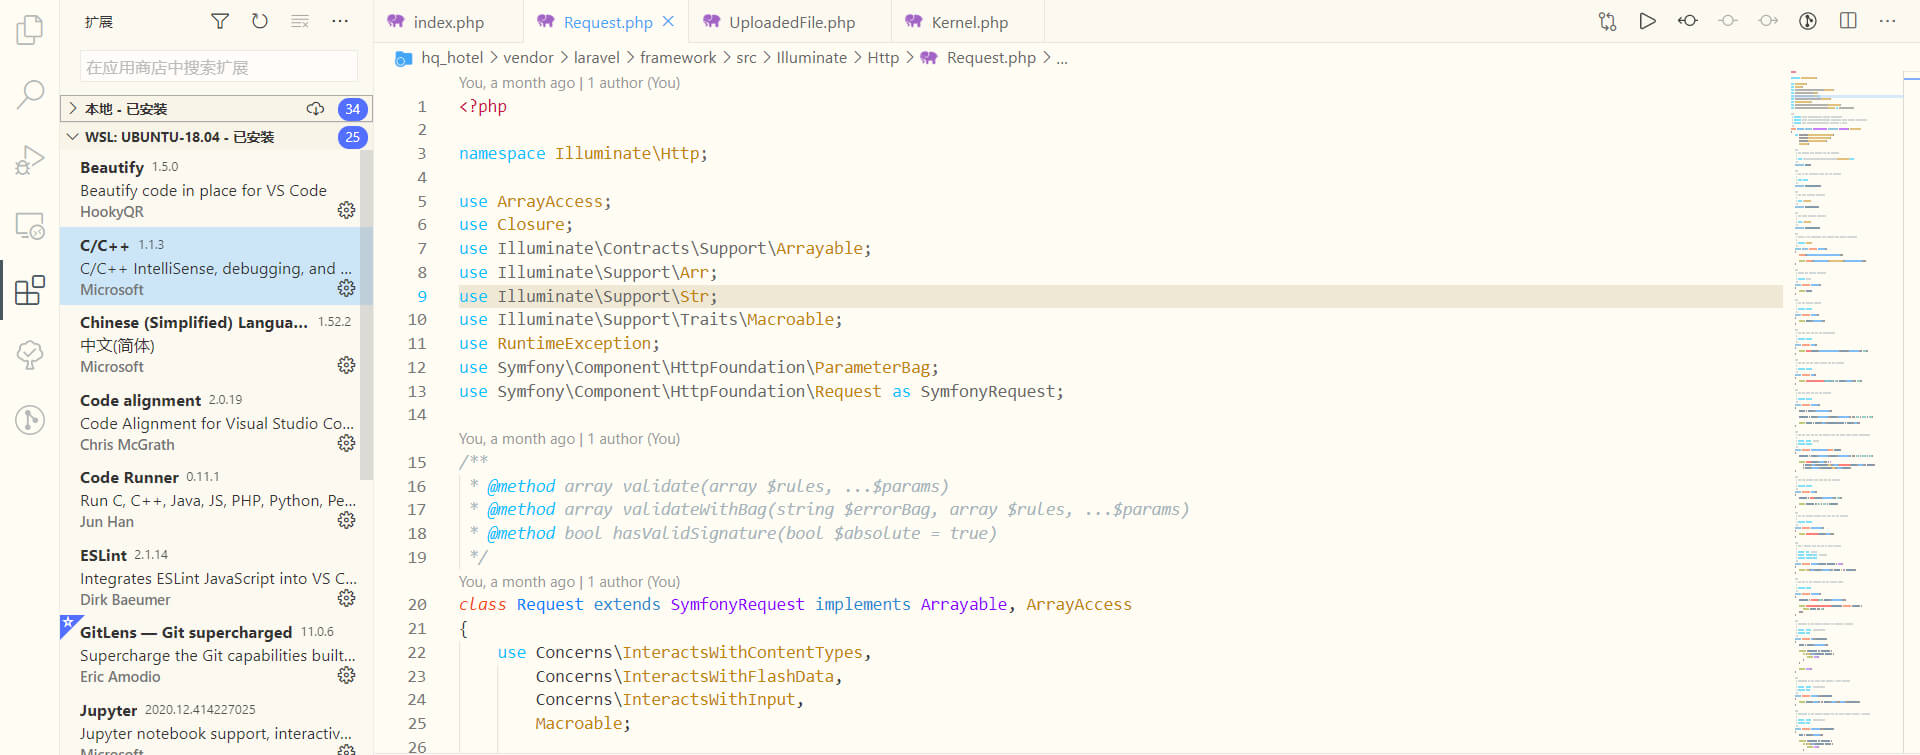 扩展
在应用商店中搜索扩展
本地 - 已安装 34
WSL: UBUNTU-18.04 - 已安装 25
Beautify 1.5.0
Beautify code in place for VS Code
HookyQR
C/C++ 1.1.3
C/C++ IntelliSense, debugging, and ...
Microsoft
Chinese (Simplified) Langua... 1.52.2
中文(简体)
Microsoft
Code alignment 2.0.19
Code Alignment for Visual Studio Co...
Chris McGrath
Code Runner 0.11.1
Run C, C++, Java, JS, PHP, Python, Pe...
Jun Han
ESLint 2.1.14
Integrates ESLint JavaScript into VS C...
Dirk Baeumer
GitLens — Git supercharged 11.0.6
Supercharge the Git capabilities built...
Eric Amodio
Jupyter 2020.12.414227025
Jupyter notebook support, interactiv...
Microsoft
index.php Request.php UploadedFile.php Kernel.php
hq_hotel > vendor > laravel > framework > src > Illuminate > Http > Request.php > ...
You, a month ago | 1 author (You)
1 <?php
2
3 namespace Illuminate\Http;
4
5 use ArrayAccess;
6 use Closure;
7 use Illuminate\Contracts\Support\Arrayable;
8 use Illuminate\Support\Arr;
9 use Illuminate\Support\Str;
10 use Illuminate\Support\Traits\Macroable;
11 use RuntimeException;
12 use Symfony\Component\HttpFoundation\ParameterBag;
13 use Symfony\Component\HttpFoundation\Request as SymfonyRequest;
14
You, a month ago | 1 author (You)
15 /**
16 * @method array validate(array $rules, ...$params)
17 * @method array validateWithBag(string $errorBag, array $rules, ...$params)
18 * @method bool hasValidSignature(bool $absolute = true)
19 */
You, a month ago | 1 author (You)
20 class Request extends SymfonyRequest implements Arrayable, ArrayAccess
21 {
22 use Concerns\InteractsWithContentTypes,
23 Concerns\InteractsWithFlashData,
24 Concerns\InteractsWithInput,
25 Macroable;
26